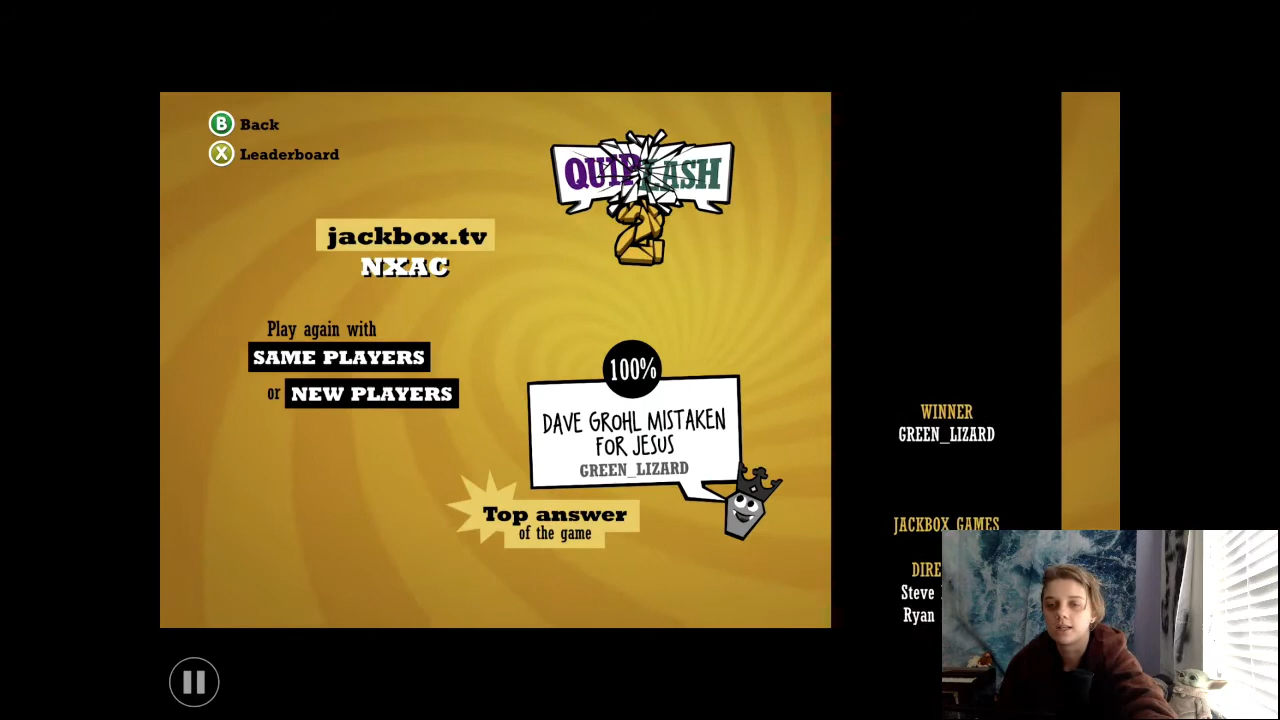 B Back
X Leaderboard
QUIPLASH
2
jackbox.tv
NXAC
Play again with
SAME PLAYERS
or NEW PLAYERS
100%
DAVE GROHL MISTAKEN
FOR JESUS
GREEN_LIZARD
Top answer
of the game
WINNER
GREEN_LIZARD
JACKBOX GAMES
DIRE
Steve
Ryan